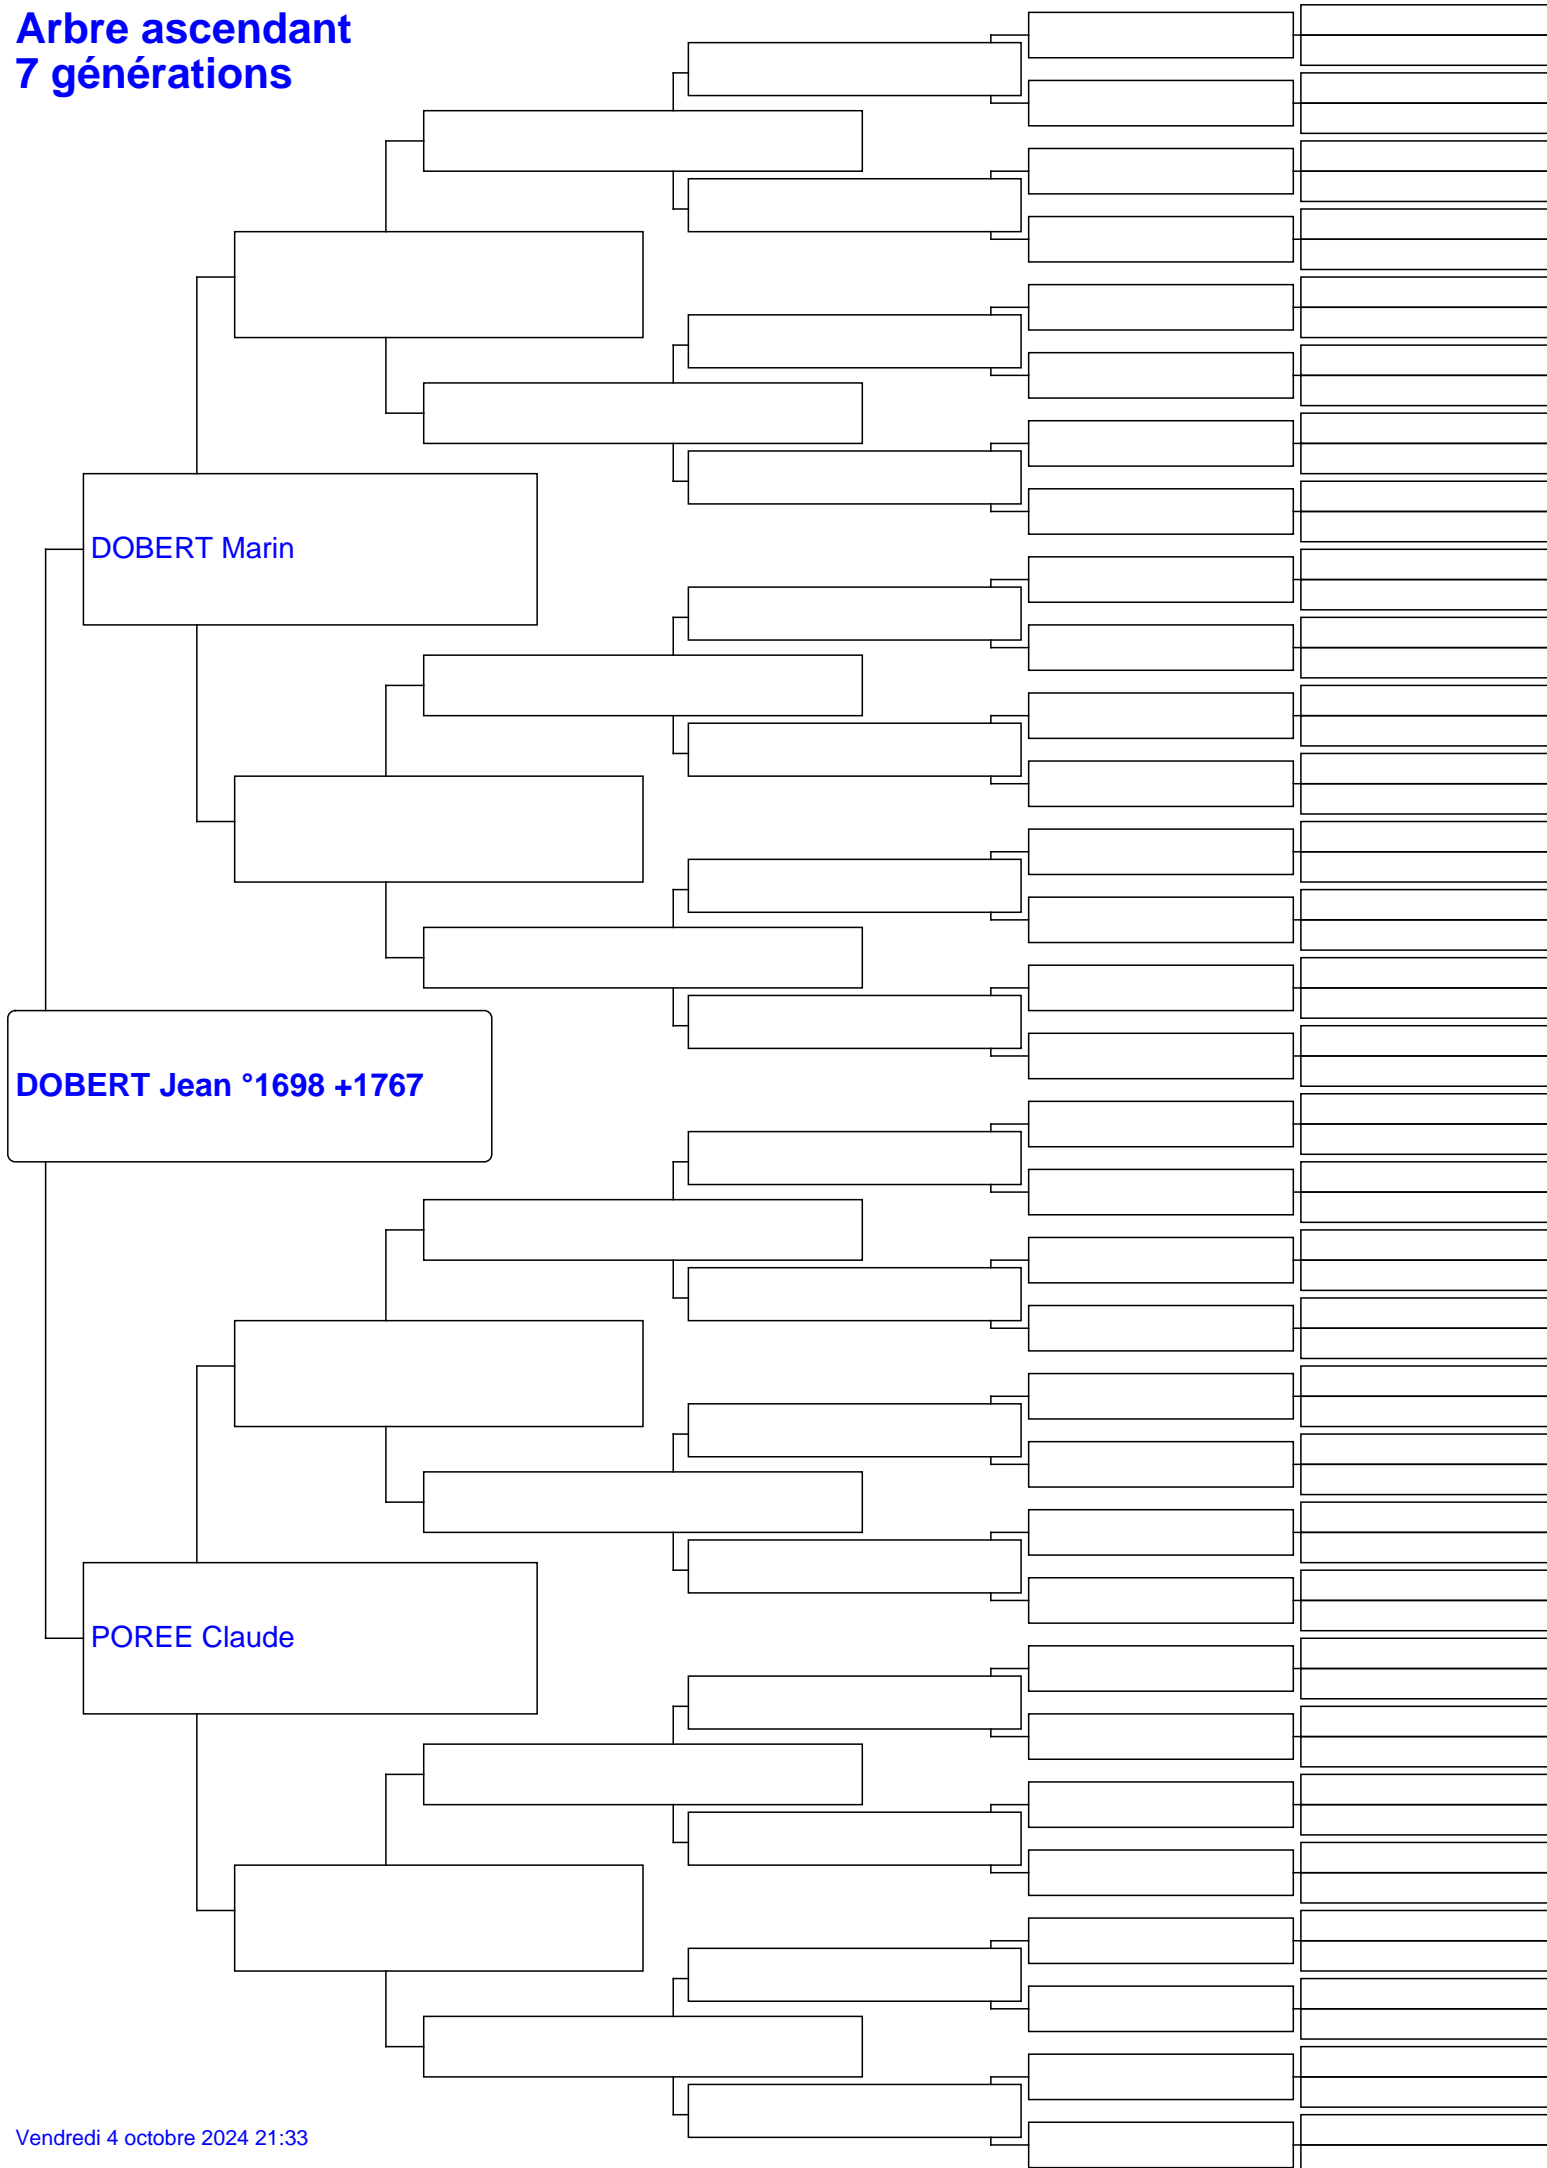 Arbre ascendant
7 générations
DOBERT Marin
DOBERT Jean °1698 +1767
POREE Claude
Vendredi 4 octobre 2024 21:33